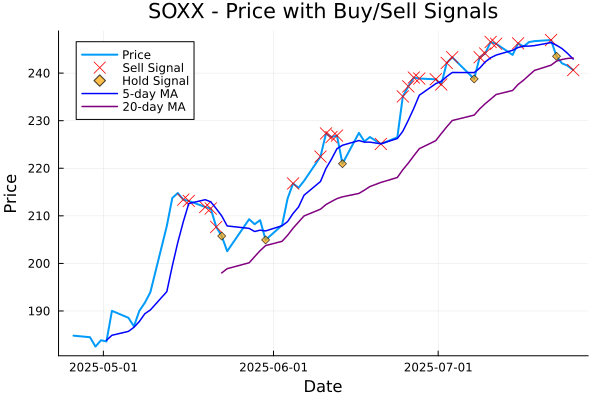 SOXX - Price with Buy/Sell Signals
Price
Sell Signal
Hold Signal
5-day MA
20-day MA
240
230
220
210
200
190
Price
2025-05-01
2025-06-01
2025-07-01
Date